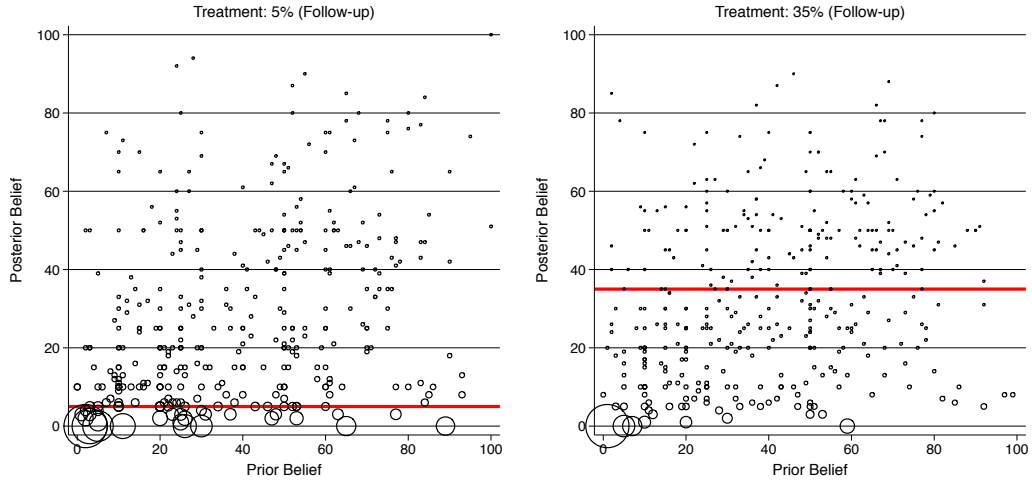 Treatment: 5% (Follow-up)
100
80
60
40
20
0
Posterior Belief
0 20 40 60 80 100
Prior Belief
Treatment: 35% (Follow-up)
100
80
60
40
20
0
Posterior Belief
0 20 40 60 80 100
Prior Belief